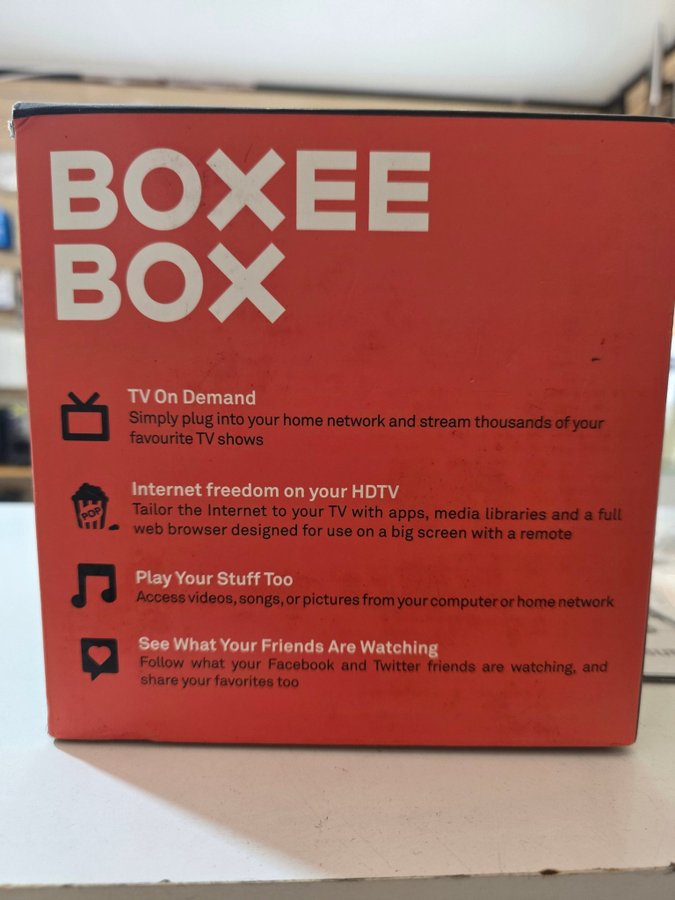 BOXEE
BOX
TV On Demand
Simply plug into your home network and stream thousands of your
favourite TV shows
POP
Internet freedom on your HDTV
Tailor the Internet to your TV with apps, media libraries and a full
web browser designed for use on a big screen with a remote
Play Your Stuff Too
Access videos, songs, or pictures from your computer or home network
See What Your Friends Are Watching
Follow what your Facebook and Twitter friends are watching, and
share your favorites too